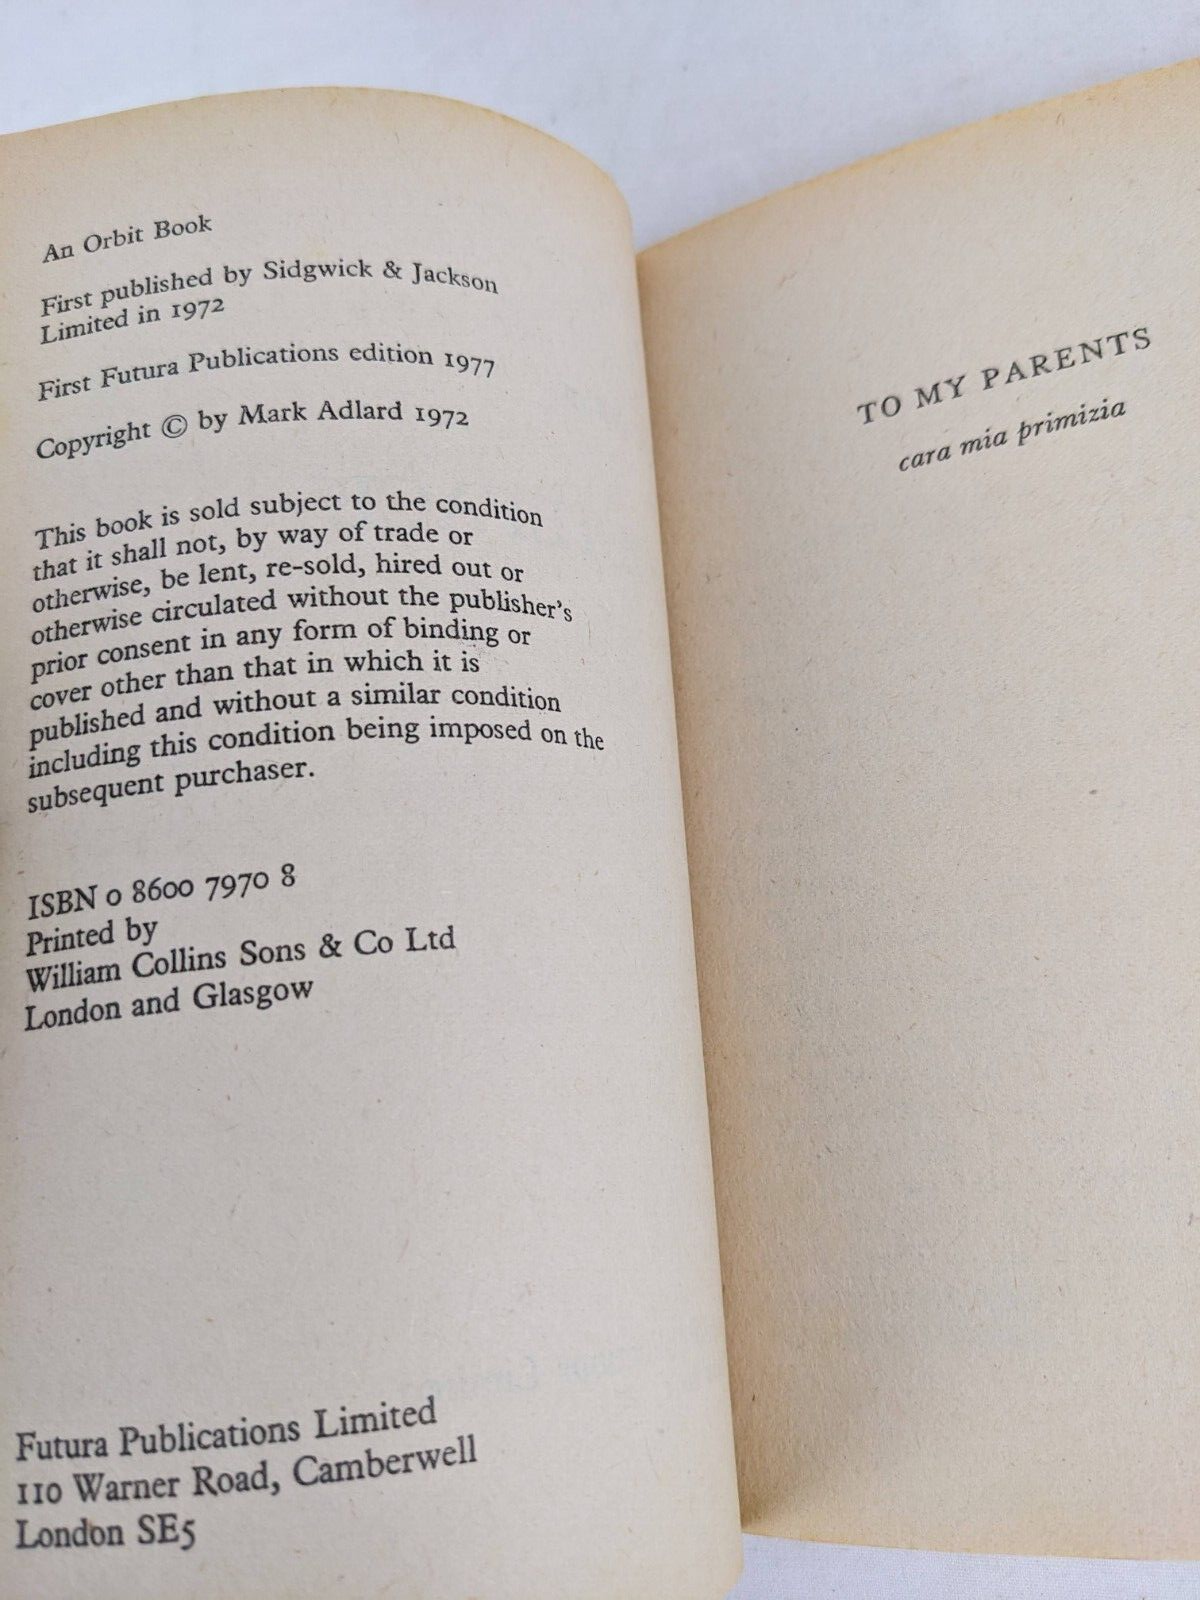 An Orbit Book
First published by Sidgwick & Jackson
Limited in 1972
First Futura Publications edition 1977
Copyright © by Mark Adlard 1972
This book is sold subject to the condition
that it shall not, by way of trade or
otherwise, be lent, re-sold, hired out or
otherwise circulated without the publisher's
prior consent in any form of binding or
cover other than that in which it is
published and without a similar condition
including this condition being imposed on the
subsequent purchaser.
ISBN 0 8600 7970 8
Printed by
William Collins Sons & Co Ltd
London and Glasgow
Futura Publications Limited
110 Warner Road, Camberwell
London SE5
TO MY PARENTS
cara mia primizia